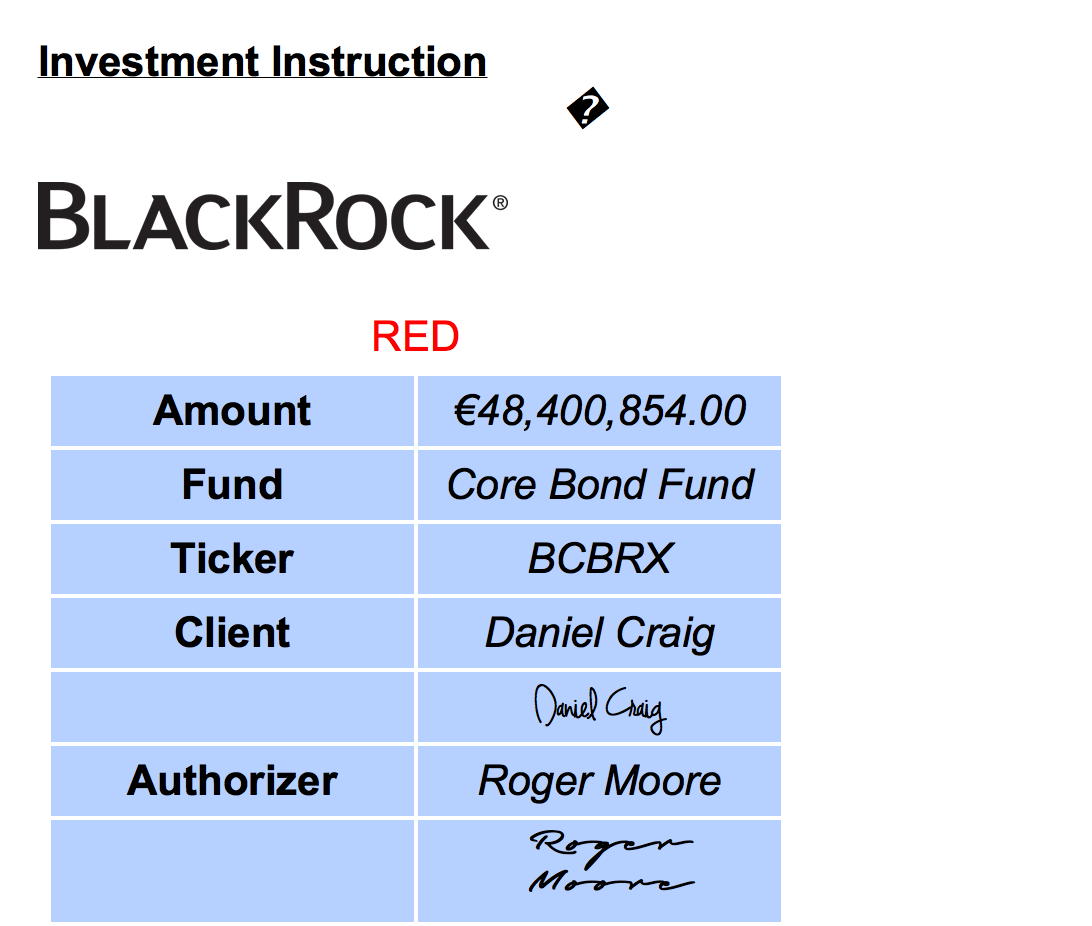 Investment Instruction
�
BLACKROCK®
RED
Amount €48,400,854.00
Fund Core Bond Fund
Ticker BCBRX
Client Daniel Craig
Daniel Craig
Authorizer Roger Moore
Roger
Moore